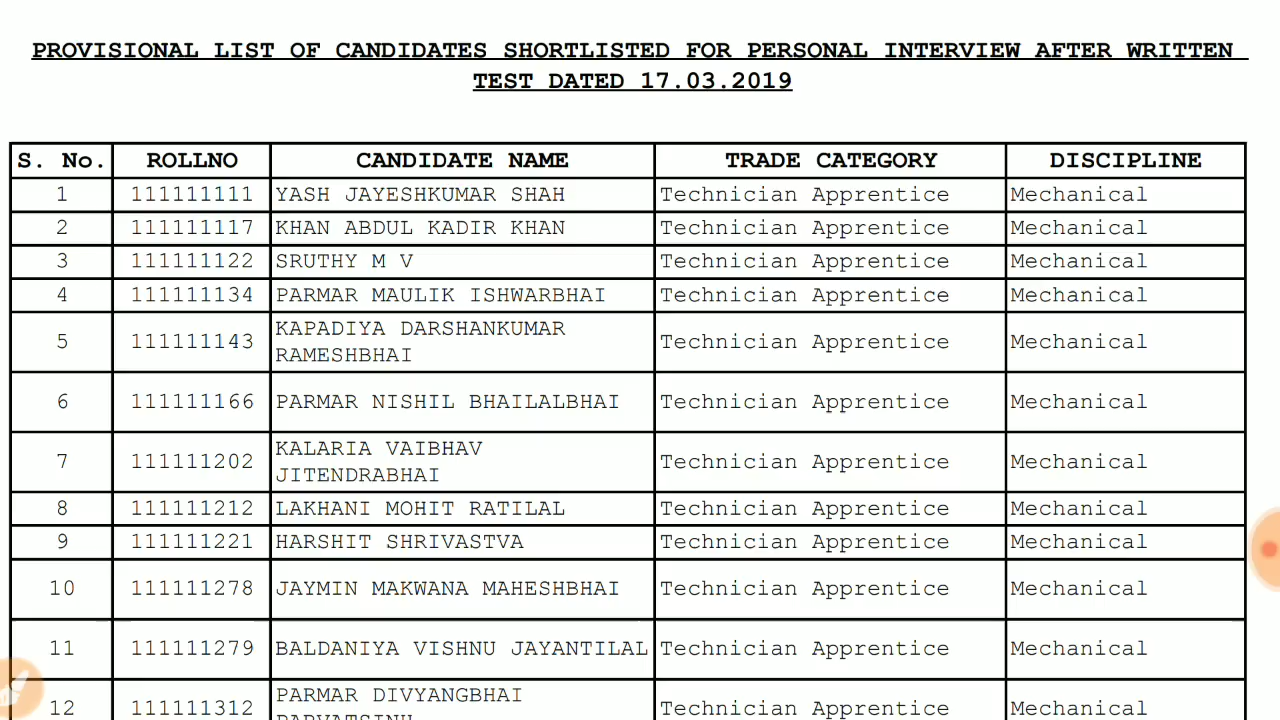 PROVISIONAL LIST OF CANDIDATES SHORTLISTED FOR PERSONAL INTERVIEW AFTER WRITTEN
TEST DATED 17.03.2019
S. No. ROLLNO CANDIDATE NAME TRADE CATEGORY DISCIPLINE
1 111111111 YASH JAYESHKUMAR SHAH Technician Apprentice Mechanical
2 111111117 KHAN ABDUL KADIR KHAN Technician Apprentice Mechanical
3 111111122 SRUTHY M V Technician Apprentice Mechanical
4 111111134 PARMAR MAULIK ISHWARBHAI Technician Apprentice Mechanical
5 111111143 KAPADIYA DARSHANKUMAR
RAMESHBHAI Technician Apprentice Mechanical
6 111111166 PARMAR NISHIL BHAILALBHAI Technician Apprentice Mechanical
7 111111202 KALARIA VAIBHAV
JITENDRABHAI Technician Apprentice Mechanical
8 111111212 LAKHANI MOHIT RATILAL Technician Apprentice Mechanical
9 111111221 HARSHIT SHRIVASTVA Technician Apprentice Mechanical
10 111111278 JAYMIN MAKWANA MAHESHBHAI Technician Apprentice Mechanical
11 111111279 BALDANIYA VISHNU JAYANTILAL Technician Apprentice Mechanical
12 111111312 PARMAR DIVYANGBHAI Technician Apprentice Mechanical